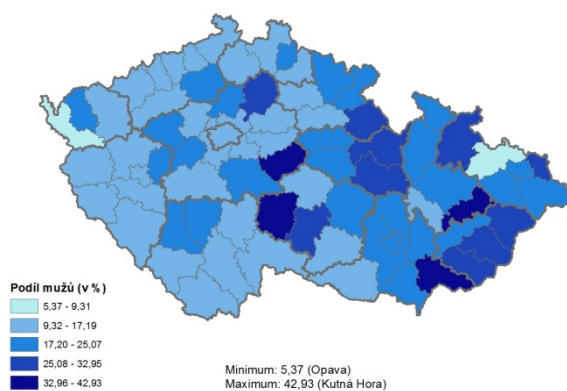 Podíl mužů (v %)
5,37 - 9,31
9,32 - 17,19
17,20 - 25,07
25,08 - 32,95
32,96 - 42,93
Minimum: 5,37 (Opava)
Maximum: 42,93 (Kutná Hora)